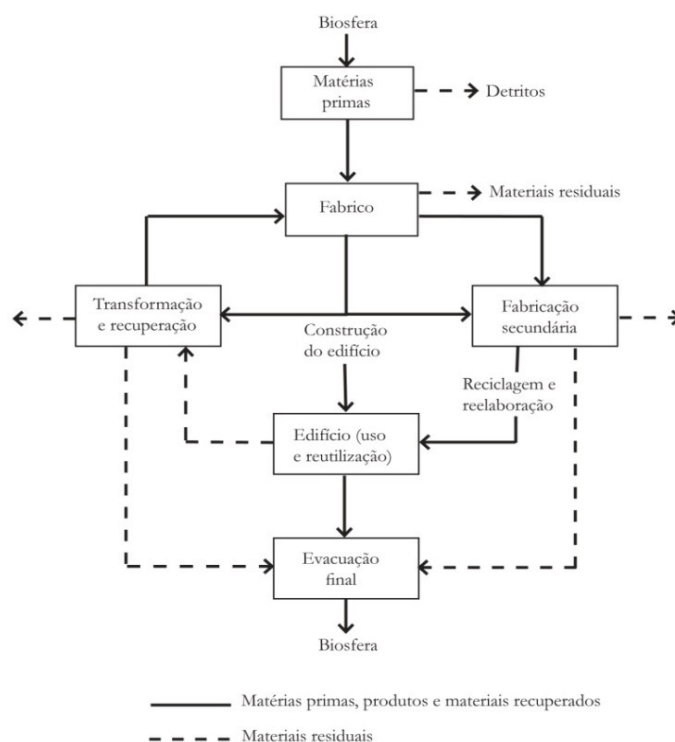 Biosfera
Matérias
primas
Detritos
Fabrico
Materiais residuais
Transformação
e recuperação
Construção
do edifício
Fabricação
secundária
Reciclagem e
reelaboração
Edifício (uso
e reutilização)
Evacuação
final
Biosfera
Matérias primas, produtos e materiais recuperados
Materiais residuais